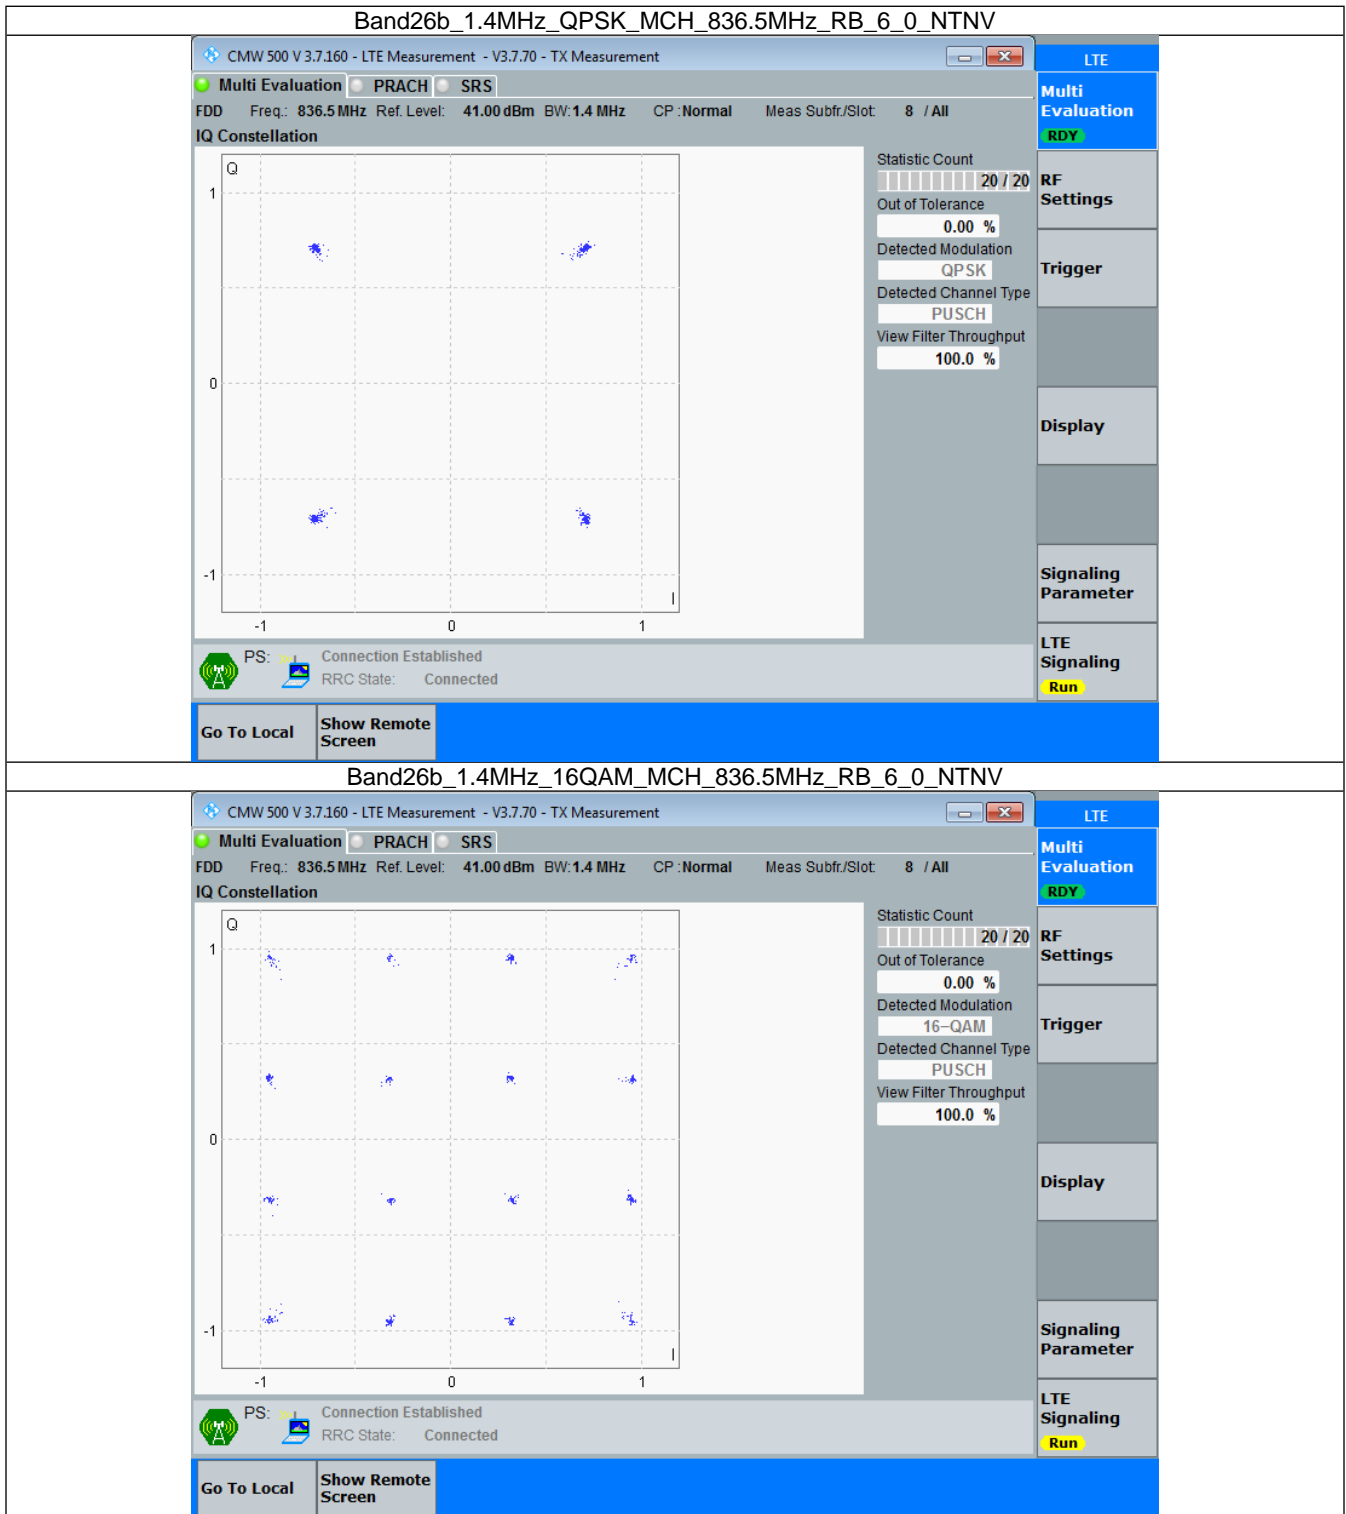 Band26b_1.4MHz_QPSK_MCH_836.5MHz_RB_6_0_NTNV
CMW 500 V 3.7.160 - LTE Measurement - V3.7.70 - TX Measurement
LTE
Multi Evaluation PRACH SRS
Multi
Evaluation
RDY
FDD Freq.: 836.5 MHz Ref. Level: 41.00 dBm BW: 1.4 MHz CP : Normal Meas Subfr./Slot: 8 / All
IQ Constellation
Q
1
0
-1
I
-1 0 1
Statistic Count
20 / 20
Out of Tolerance
0.00 %
Detected Modulation
QPSK
Detected Channel Type
PUSCH
View Filter Throughput
100.0 %
RF
Settings
Trigger
Display
Signaling
Parameter
LTE
Signaling
Run
PS: Connection Established
RRC State: Connected
Go To Local
Show Remote
Screen
Band26b_1.4MHz_16QAM_MCH_836.5MHz_RB_6_0_NTNV
CMW 500 V 3.7.160 - LTE Measurement - V3.7.70 - TX Measurement
LTE
Multi Evaluation PRACH SRS
Multi
Evaluation
RDY
FDD Freq.: 836.5 MHz Ref. Level: 41.00 dBm BW: 1.4 MHz CP : Normal Meas Subfr./Slot: 8 / All
IQ Constellation
Q
1
0
-1
I
-1 0 1
Statistic Count
20 / 20
Out of Tolerance
0.00 %
Detected Modulation
16-QAM
Detected Channel Type
PUSCH
View Filter Throughput
100.0 %
RF
Settings
Trigger
Display
Signaling
Parameter
LTE
Signaling
Run
PS: Connection Established
RRC State: Connected
Go To Local
Show Remote
Screen